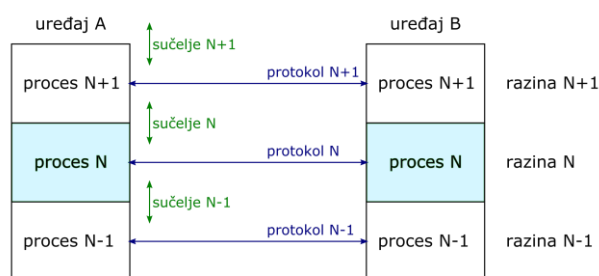 uređaj A
uređaj B
sučelje N+1
proces N+1
protokol N+1
proces N+1
razina N+1
sučelje N
proces N
protokol N
proces N
razina N
sučelje N-1
proces N-1
protokol N-1
proces N-1
razina N-1